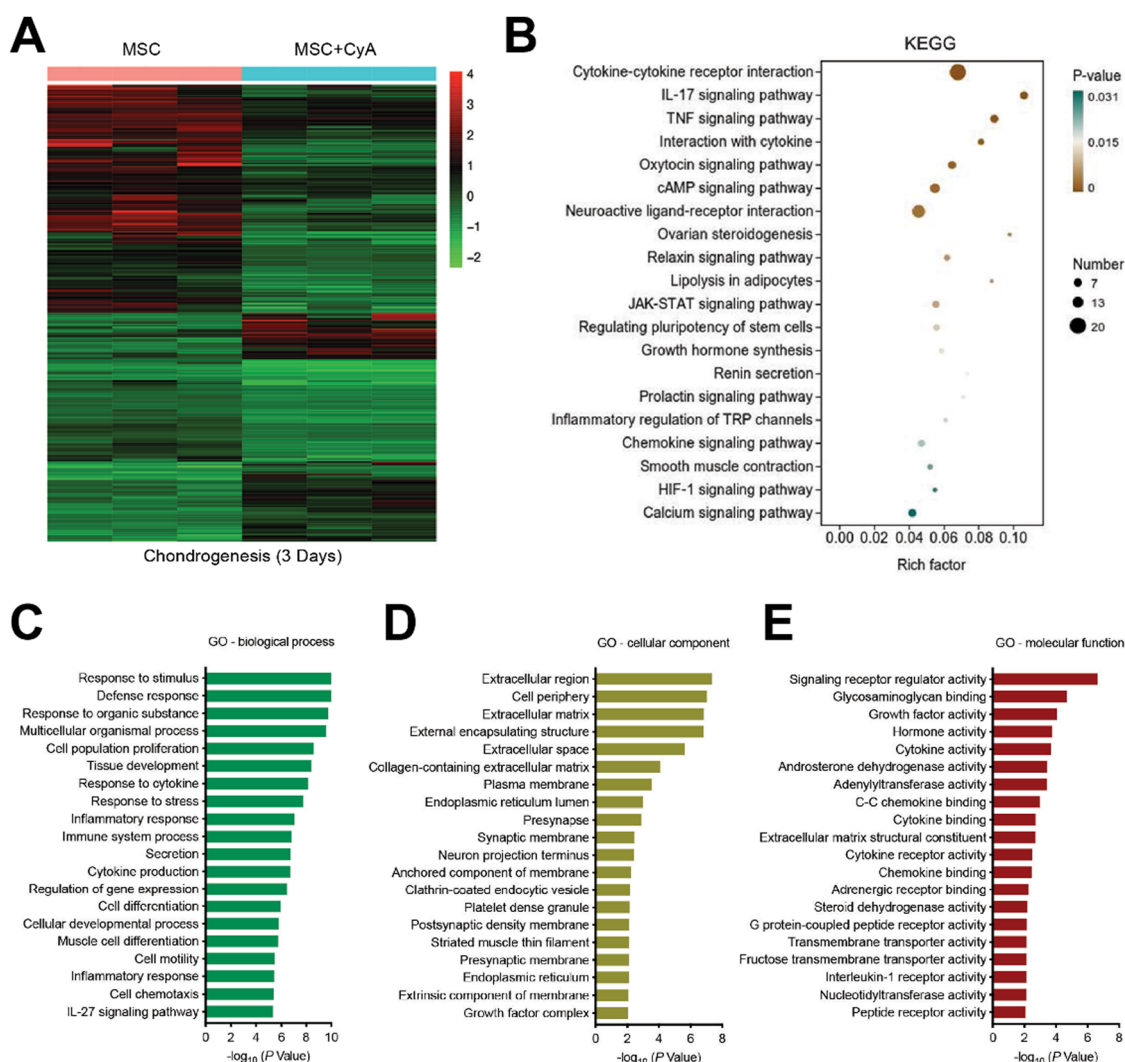 A
MSC
MSC+CyA
4
3
2
1
0
−1
−2
Chondrogenesis (3 Days)
B
KEGG
Cytokine-cytokine receptor interaction
IL-17 signaling pathway
TNF signaling pathway
Interaction with cytokine
Oxytocin signaling pathway
cAMP signaling pathway
Neuroactive ligand-receptor interaction
Ovarian steroidogenesis
Relaxin signaling pathway
Lipolysis in adipocytes
JAK-STAT signaling pathway
Regulating pluripotency of stem cells
Growth hormone synthesis
Renin secretion
Prolactin signaling pathway
Inflammatory regulation of TRP channels
Chemokine signaling pathway
Smooth muscle contraction
HIF-1 signaling pathway
Calcium signaling pathway
0.00 0.02 0.04 0.06 0.08 0.10
Rich factor
P-value
0.031
0.015
0
Number
7
13
20
C
GO - biological process
Response to stimulus
Defense response
Response to organic substance
Multicellular organismal process
Cell population proliferation
Tissue development
Response to cytokine
Response to stress
Inflammatory response
Immune system process
Secretion
Cytokine production
Regulation of gene expression
Cell differentiation
Cellular developmental process
Muscle cell differentiation
Cell motility
Inflammatory response
Cell chemotaxis
IL-27 signaling pathway
0 2 4 6 8 10
-log10 (P Value)
D
GO - cellular component
Extracellular region
Cell periphery
Extracellular matrix
External encapsulating structure
Extracellular space
Collagen-containing extracellular matrix
Plasma membrane
Endoplasmic reticulum lumen
Presynapse
Synaptic membrane
Neuron projection terminus
Anchored component of membrane
Clathrin-coated endocytic vesicle
Platelet dense granule
Postsynaptic density membrane
Striated muscle thin filament
Presynaptic membrane
Endoplasmic reticulum
Extrinsic component of membrane
Growth factor complex
0 2 4 6 8
-log10 (P Value)
E
GO - molecular function
Signaling receptor regulator activity
Glycosaminoglycan binding
Growth factor activity
Hormone activity
Cytokine activity
Androsterone dehydrogenase activity
Adenylyltransferase activity
C-C chemokine binding
Cytokine binding
Extracellular matrix structural constituent
Cytokine receptor activity
Chemokine binding
Adrenergic receptor binding
Steroid dehydrogenase activity
G protein-coupled peptide receptor activity
Transmembrane transporter activity
Fructose transmembrane transporter activity
Interleukin-1 receptor activity
Nucleotidyltransferase activity
Peptide receptor activity
0 2 4 6 8
-log10 (P Value)